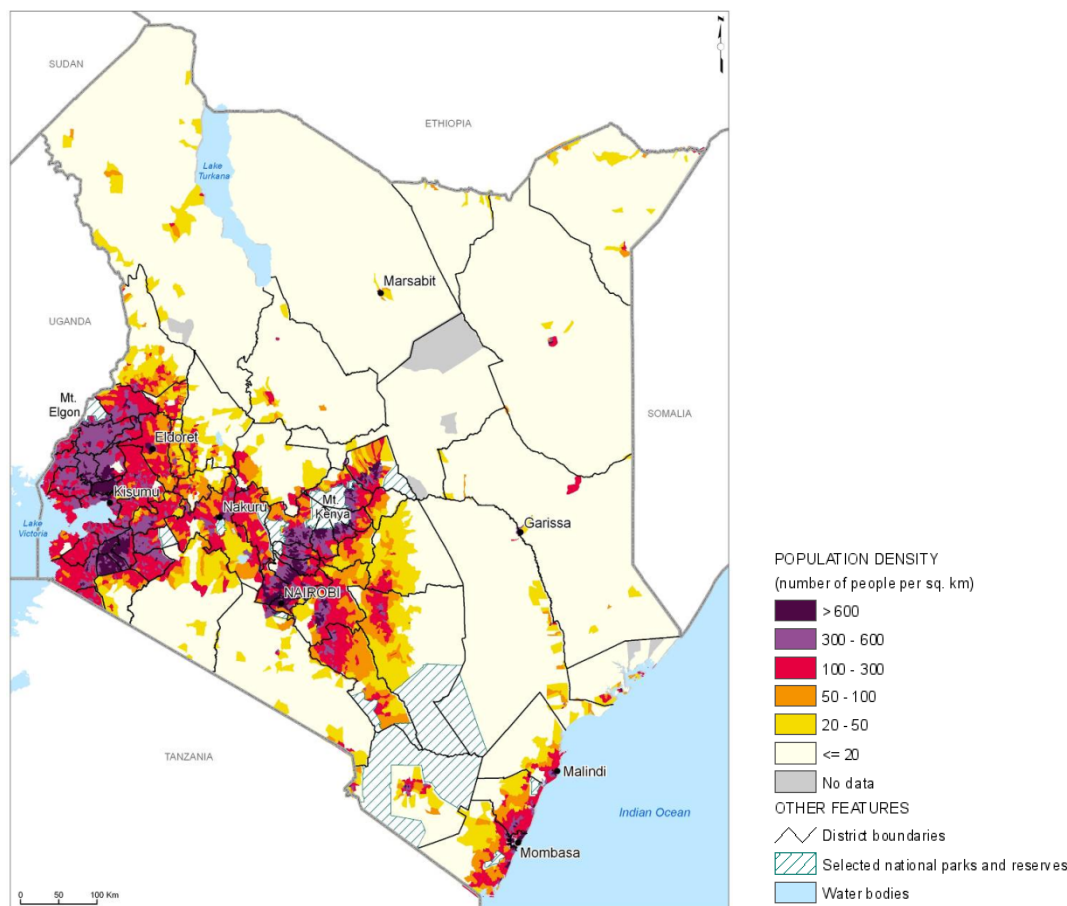 N
SUDAN
ETHIOPIA
Lake
Turkana
Marsabit
UGANDA
Mt.
Elgon
SOMALIA
Eldoret
Kisumu
Nakuru
Mt.
Kenya
Lake
Victoria
Garissa
NAIROBI
TANZANIA
Malindi
Indian Ocean
Mombasa
0 50 100 Km
POPULATION DENSITY
(number of people per sq. km)
> 600
300 - 600
100 - 300
50 - 100
20 - 50
<= 20
No data
OTHER FEATURES
District boundaries
Selected national parks and reserves
Water bodies